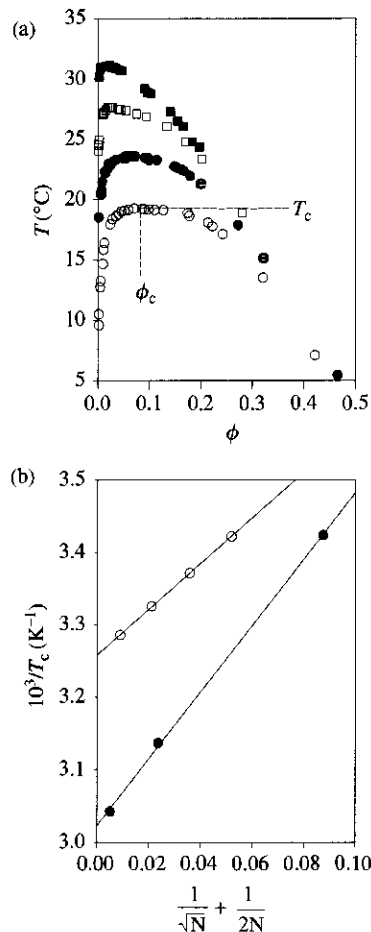 (a)
35
30
25
20
15
10
5
T (°C)
T_c
ϕ_c
0.0 0.1 0.2 0.3 0.4 0.5
ϕ
(b)
3.5
3.4
3.3
3.2
3.1
3.0
10³/T_c (K⁻¹)
0.00 0.02 0.04 0.06 0.08 0.10
1/√N + 1/2N